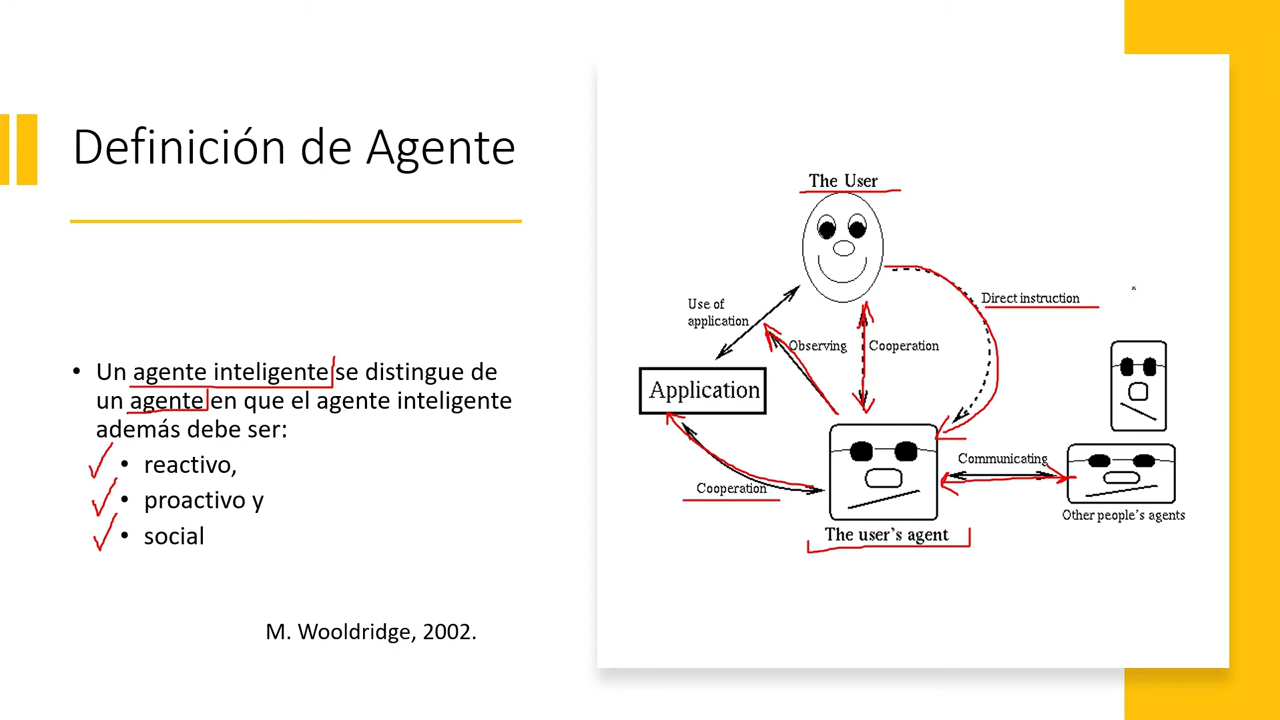 Definición de Agente
• Un agente inteligente se distingue de
un agente en que el agente inteligente
además debe ser:
• reactivo,
• proactivo y
• social
M. Wooldridge, 2002.
The User
Use of
application
Direct instruction
Observing
Cooperation
Application
Cooperation
Communicating
The user's agent
Other people's agents